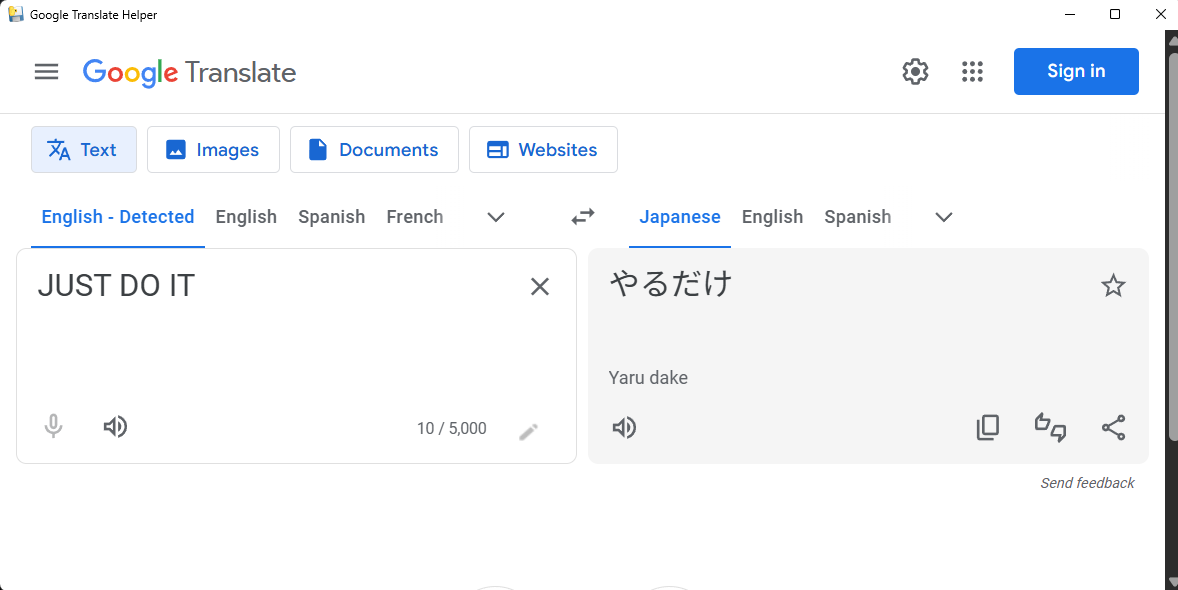 Google Translate Helper
Google Translate
Sign in
Text Images Documents Websites
English - Detected English Spanish French Japanese English Spanish
JUST DO IT
やるだけ
Yaru dake
10 / 5,000
Send feedback